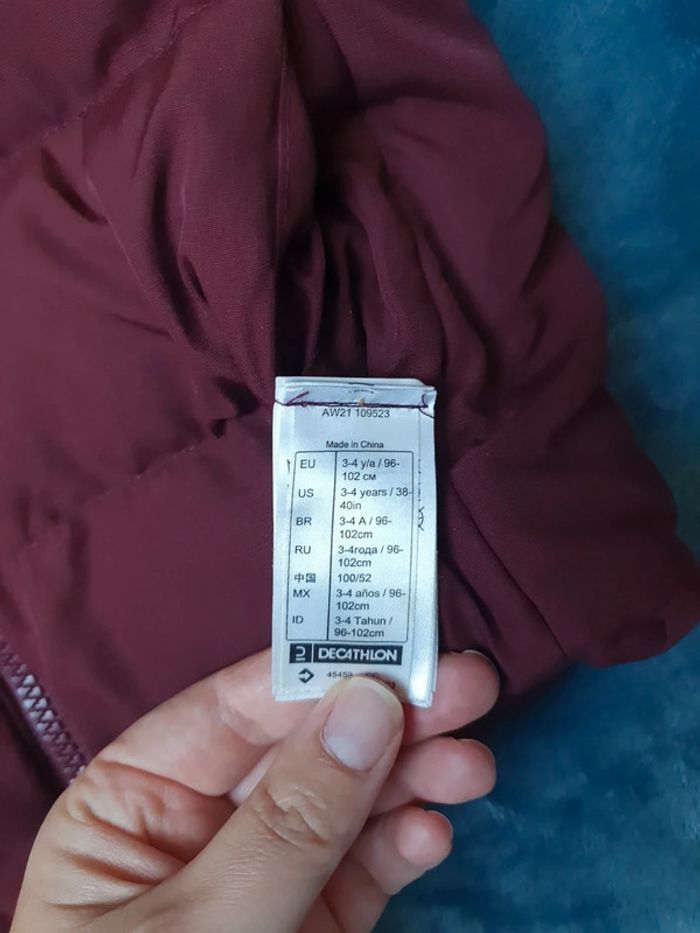 AW21 109523
Made in China
EU 3-4 y/a / 96-
102 см
US 3-4 years / 38-
40in
BR 3-4 A / 96-
102cm
RU 3-4года / 96-
102cm
中国 100/52
MX 3-4 años / 96-
102cm
ID 3-4 Tahun /
96-102cm
DECATHLON